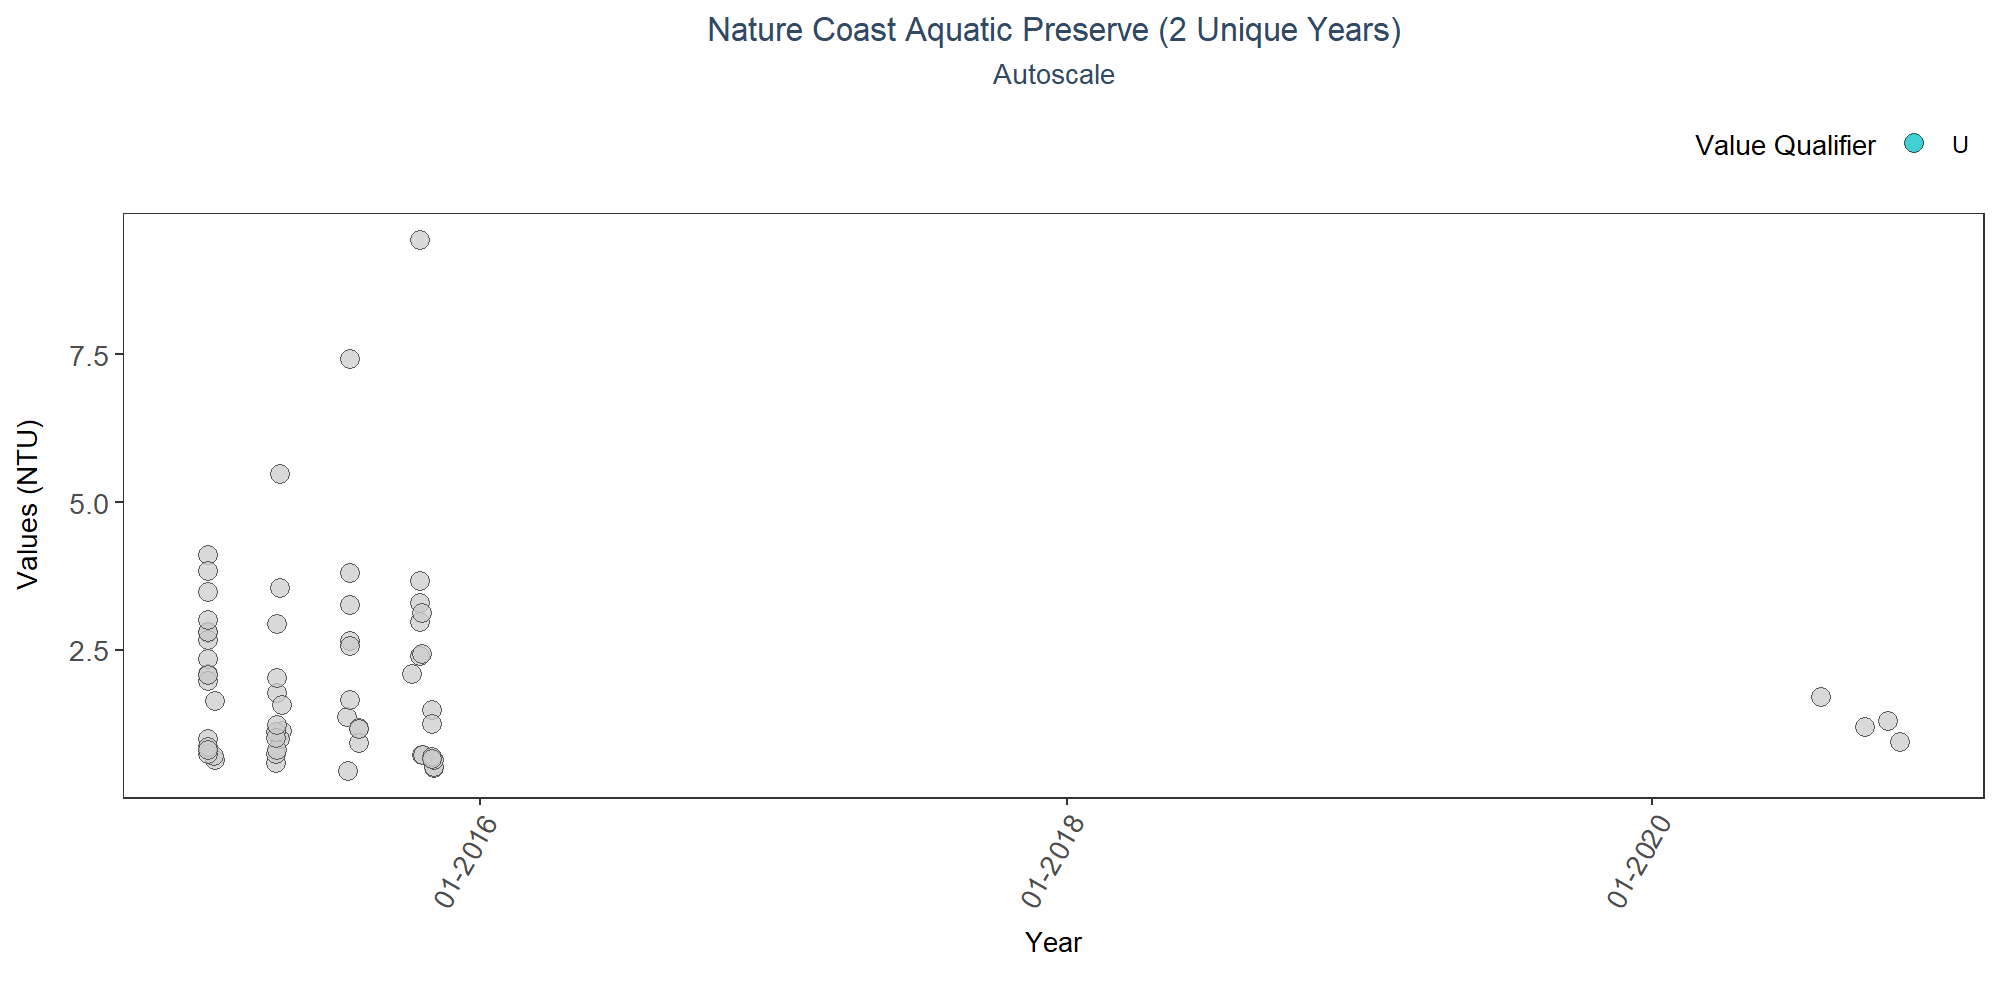 Nature Coast Aquatic Preserve (2 Unique Years)
Autoscale
Value Qualifier U
7.5
5.0
2.5
Values (NTU)
01-2016
01-2018
01-2020
Year